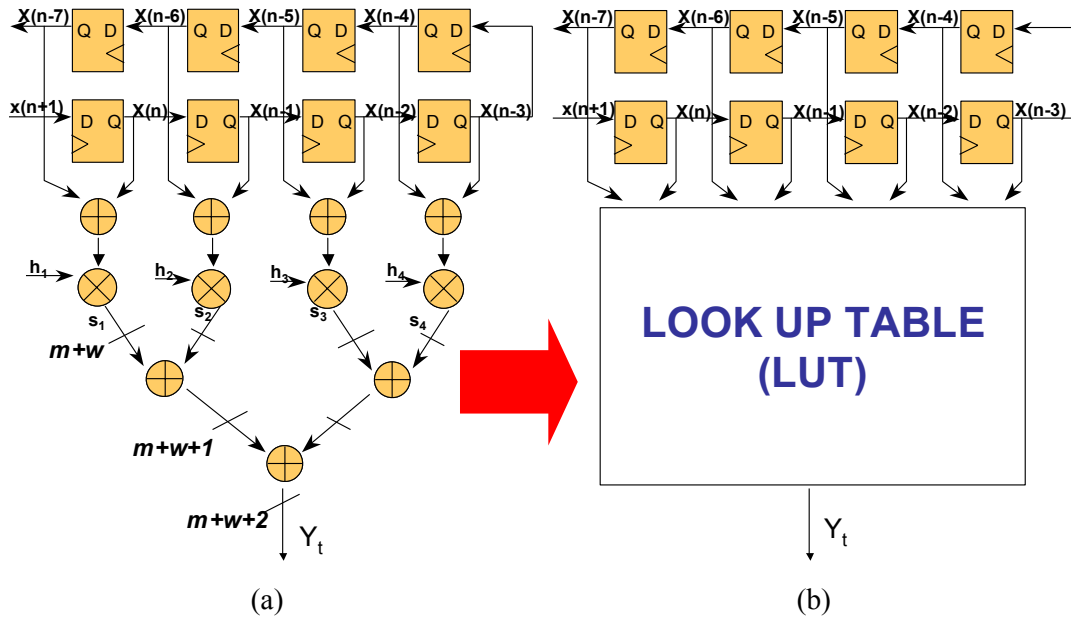 X(n-7) X(n-6) X(n-5) X(n-4)
Q D Q D Q D Q D
x(n+1) X(n) X(n-1) X(n-2) X(n-3)
D Q D Q D Q D Q
h₁ h₂ h₃ h₄
s₁ s₂ s₃ s₄
m+w
m+w+1
m+w+2
Yₜ
(a)
X(n-7) X(n-6) X(n-5) X(n-4)
Q D Q D Q D Q D
x(n+1) X(n) X(n-1) X(n-2) X(n-3)
D Q D Q D Q D Q
LOOK UP TABLE
(LUT)
Yₜ
(b)